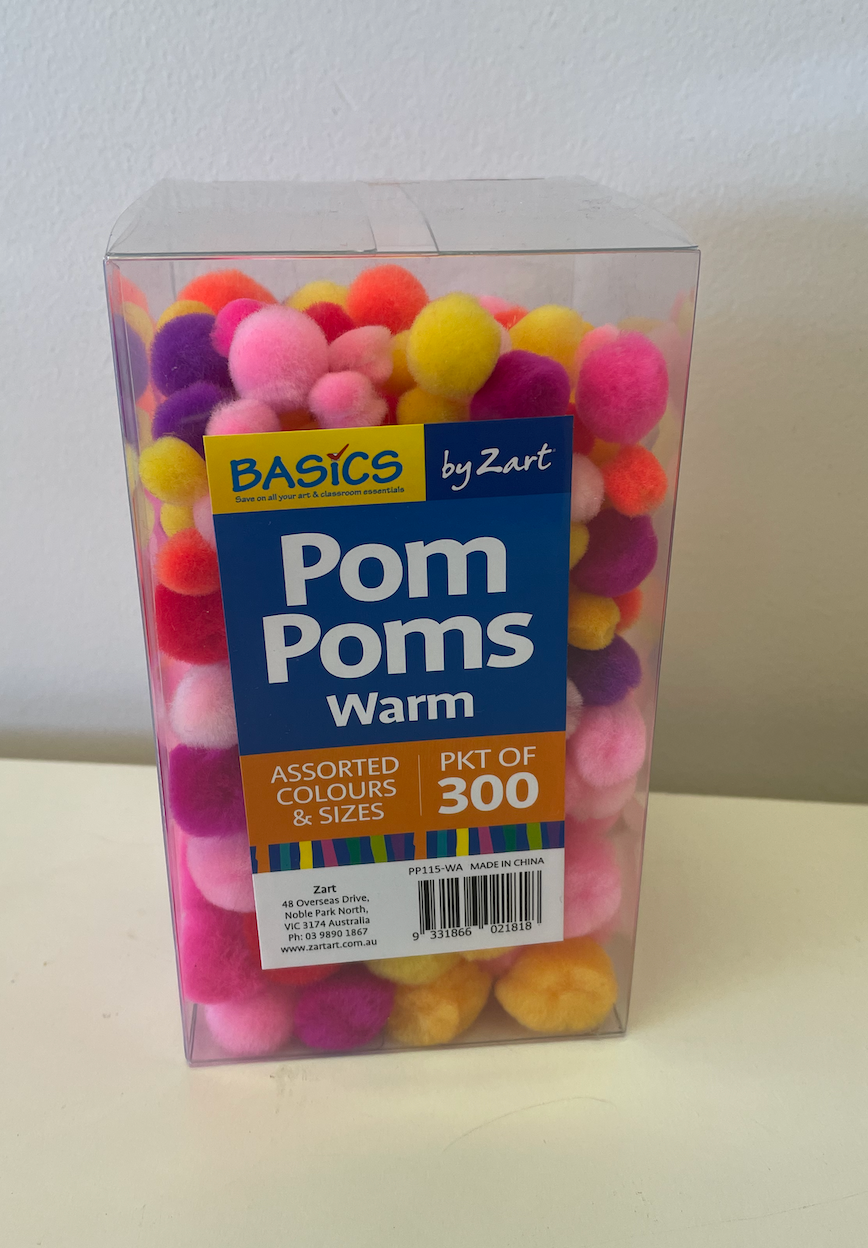 BASiCS
Save on all your art & classroom essentials
by Zart
Pom
Poms
Warm
ASSORTED
COLOURS
& SIZES
PKT OF
300
Zart
48 Overseas Drive,
Noble Park North,
VIC 3174 Australia
Ph: 03 9890 1867
www.zartart.com.au
PP115-WA MADE IN CHINA
9 331866 021818